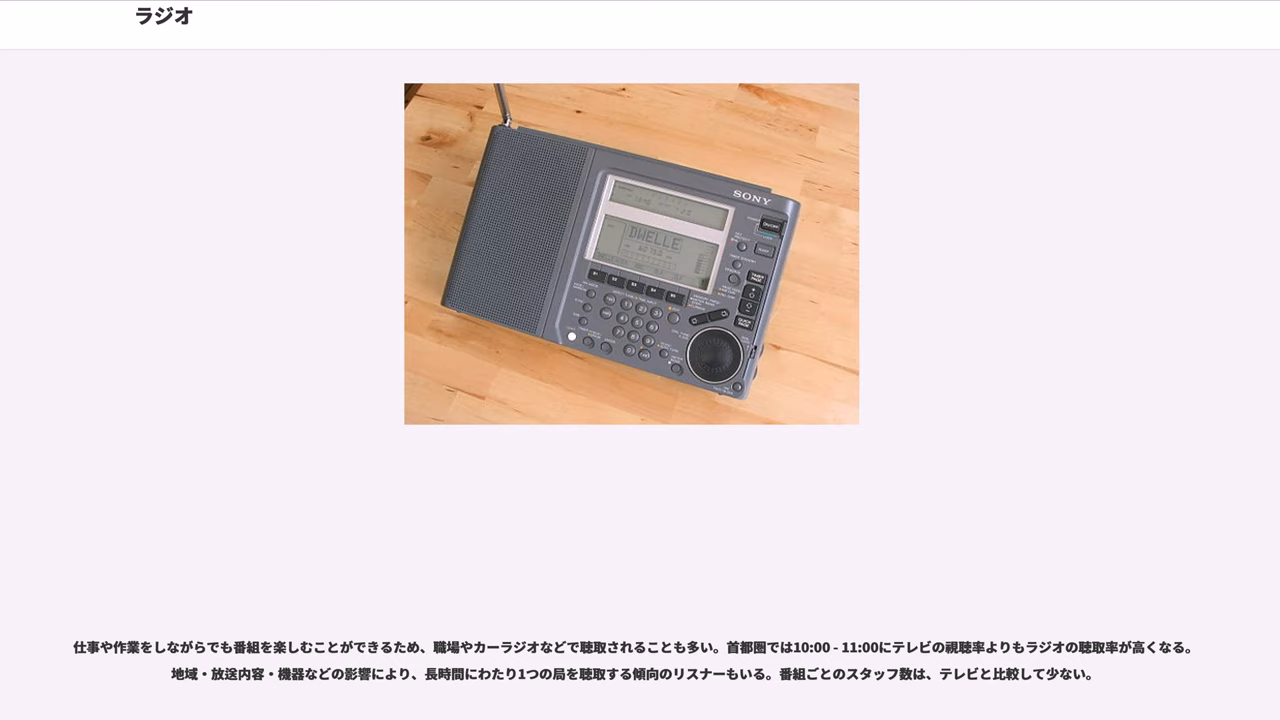 ラジオ
SONY
DWELLE
仕事や作業をしながらでも番組を楽しむことができるため、職場やカーラジオなどで聴取されることも多い。首都圏では10:00 - 11:00にテレビの視聴率よりもラジオの聴取率が高くなる。
地域・放送内容・機器などの影響により、長時間にわたり1つの局を聴取する傾向のリスナーもいる。番組ごとのスタッフ数は、テレビと比較して少ない。